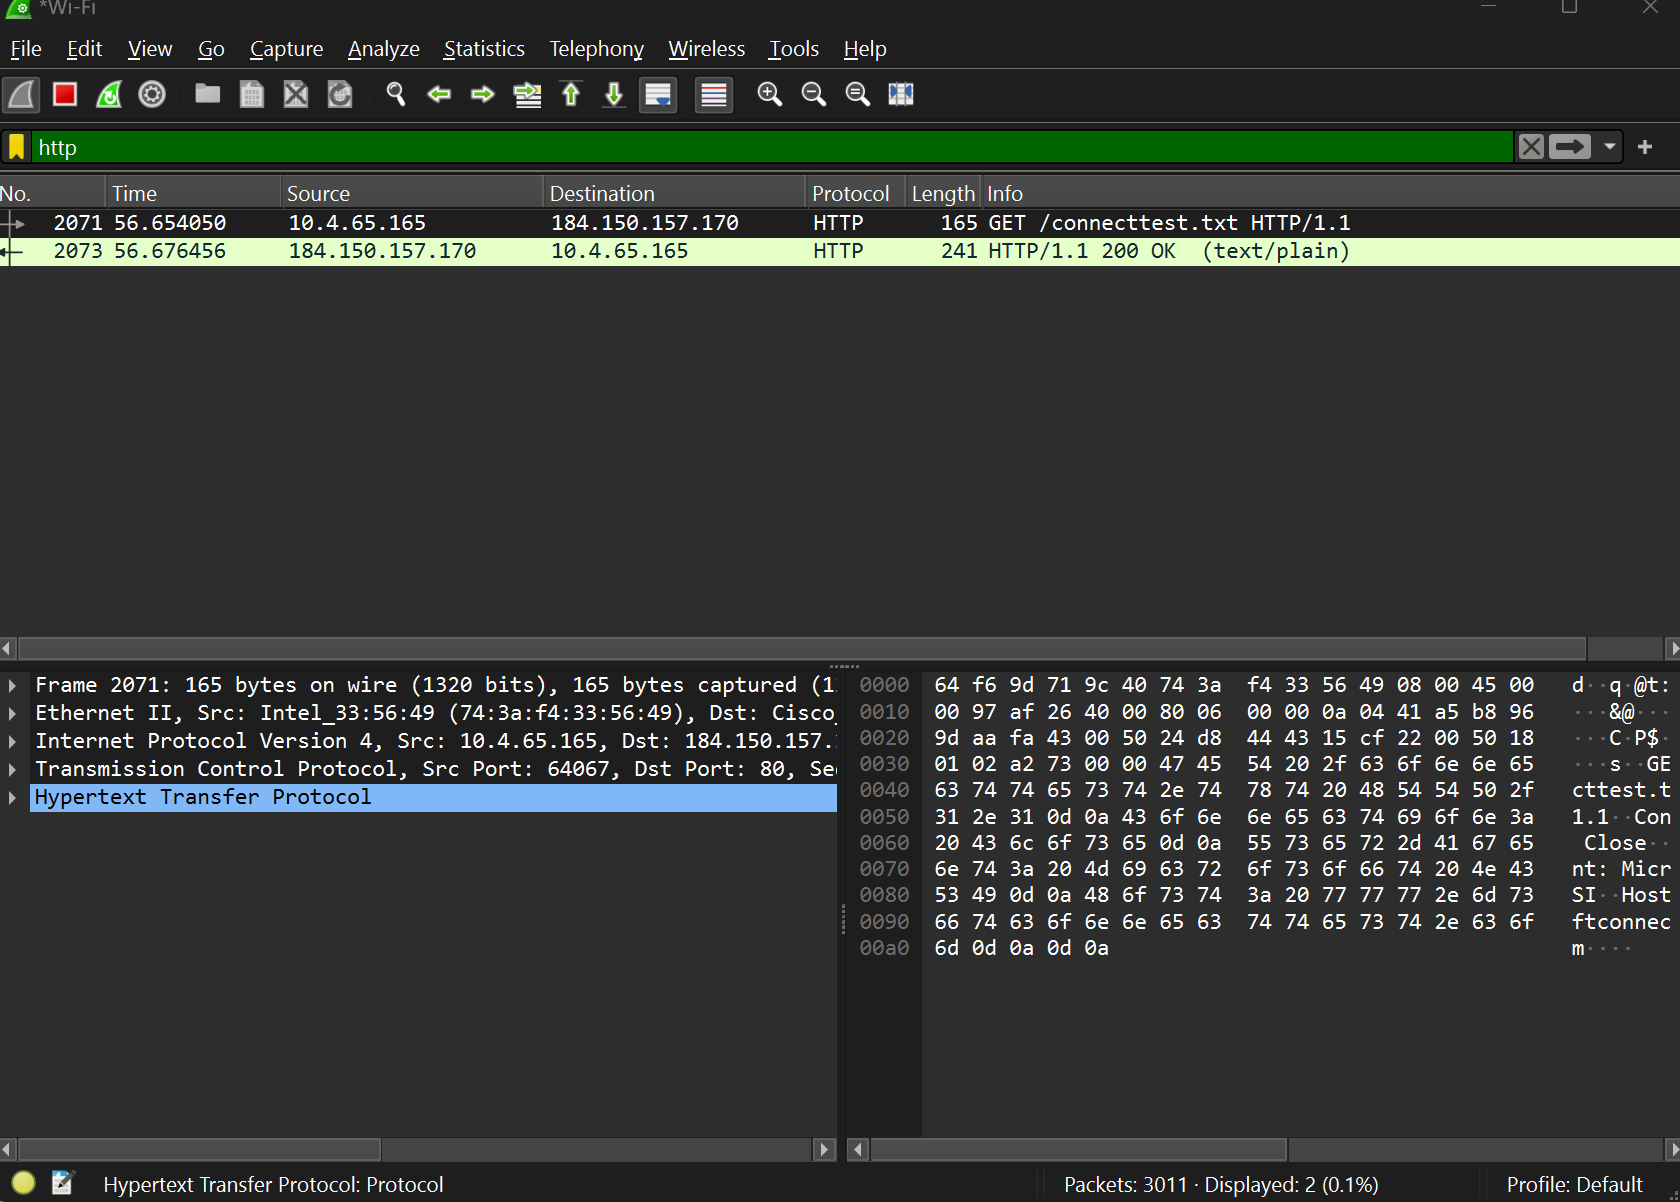 *Wi-Fi
File Edit View Go Capture Analyze Statistics Telephony Wireless Tools Help
http
No. Time Source Destination Protocol Length Info
2071 56.654050 10.4.65.165 184.150.157.170 HTTP 165 GET /connecttest.txt HTTP/1.1
2073 56.676456 184.150.157.170 10.4.65.165 HTTP 241 HTTP/1.1 200 OK (text/plain)
Frame 2071: 165 bytes on wire (1320 bits), 165 bytes captured (1
Ethernet II, Src: Intel_33:56:49 (74:3a:f4:33:56:49), Dst: Cisco_
Internet Protocol Version 4, Src: 10.4.65.165, Dst: 184.150.157.
Transmission Control Protocol, Src Port: 64067, Dst Port: 80, Se
Hypertext Transfer Protocol
0000 64 f6 9d 71 9c 40 74 3a f4 33 56 49 08 00 45 00 d··q·@t:
0010 00 97 af 26 40 00 80 06 00 00 0a 04 41 a5 b8 96 ···&@···
0020 9d aa fa 43 00 50 24 d8 44 43 15 cf 22 00 50 18 ···C·P$·
0030 01 02 a2 73 00 00 47 45 54 20 2f 63 6f 6e 6e 65 ···s··GE
0040 63 74 74 65 73 74 2e 74 78 74 20 48 54 54 50 2f cttest.t
0050 31 2e 31 0d 0a 43 6f 6e 6e 65 63 74 69 6f 6e 3a 1.1··Con
0060 20 43 6c 6f 73 65 0d 0a 55 73 65 72 2d 41 67 65 Close··
0070 6e 74 3a 20 4d 69 63 72 6f 73 6f 66 74 20 4e 43 nt: Micr
0080 53 49 0d 0a 48 6f 73 74 3a 20 77 77 77 2e 6d 73 SI··Host
0090 66 74 63 6f 6e 6e 65 63 74 74 65 73 74 2e 63 6f ftconnec
00a0 6d 0d 0a 0d 0a m····
Hypertext Transfer Protocol: Protocol
Packets: 3011 · Displayed: 2 (0.1%)
Profile: Default